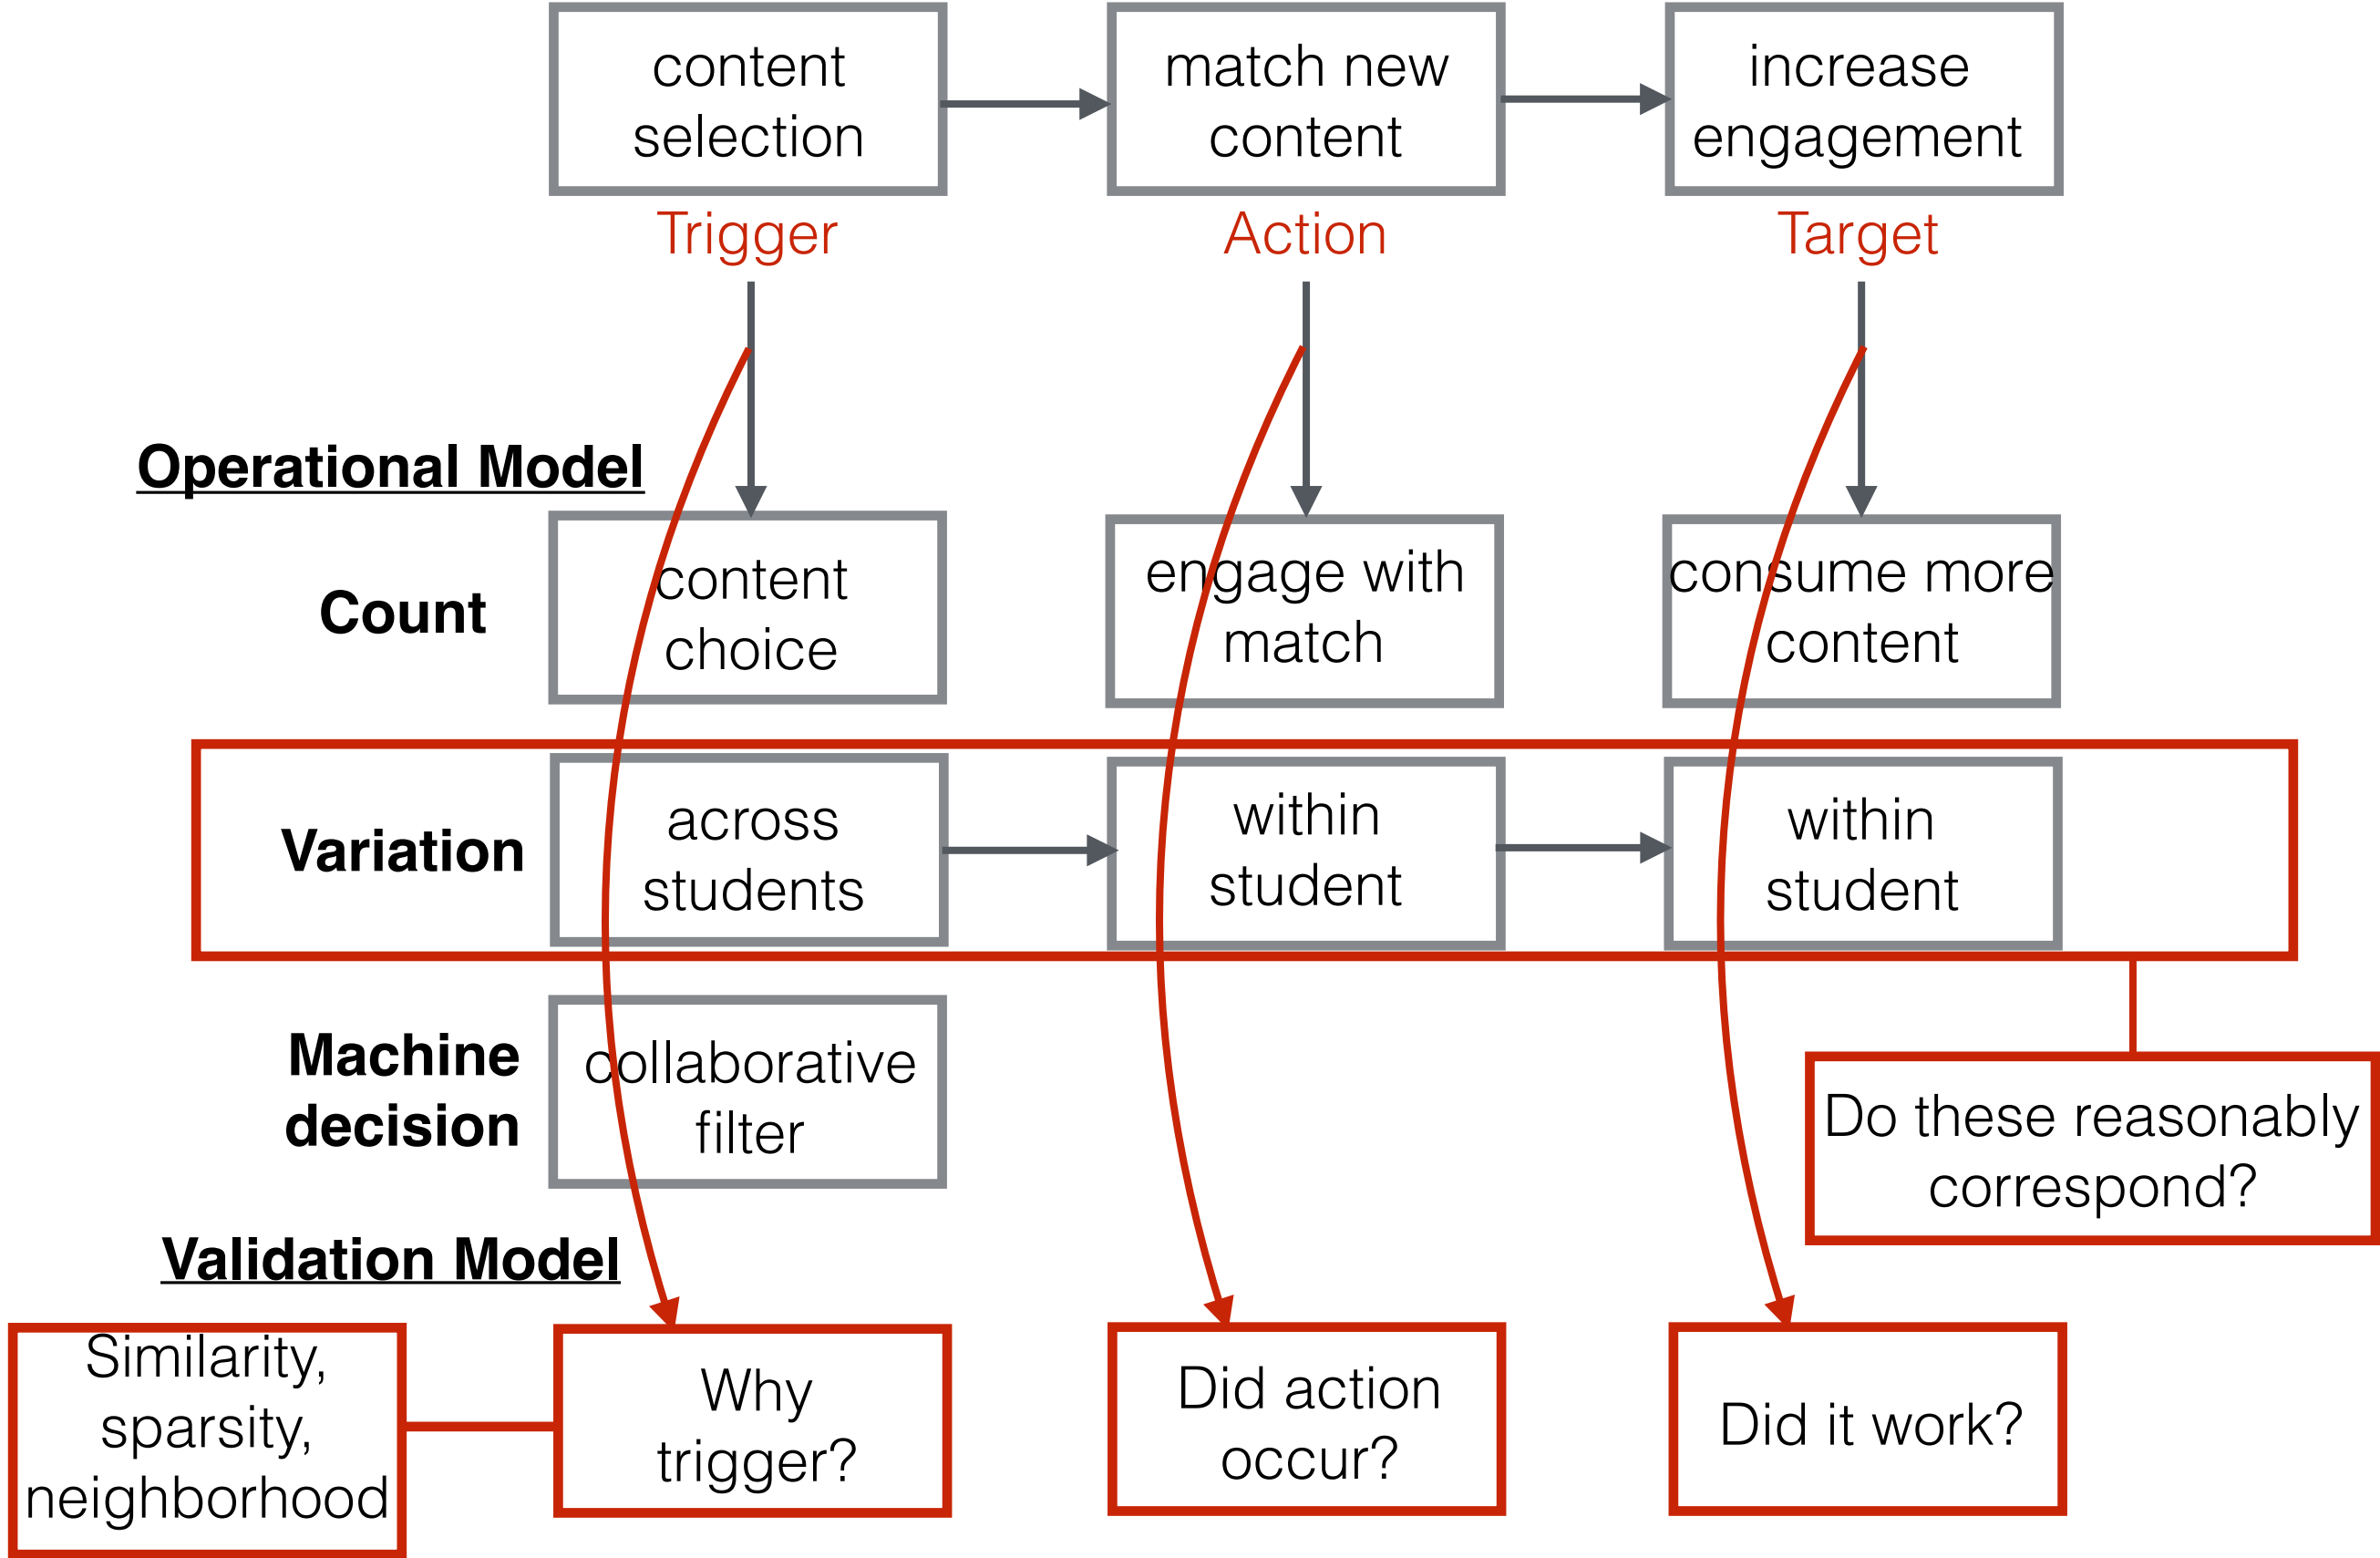 content
selection
match new
content
increase
engagement
Trigger
Action
Target
Operational Model
Count
content
choice
engage with
match
consume more
content
Variation
across
students
within
student
within
student
Machine
decision
collaborative
filter
Do these reasonably
correspond?
Validation Model
Similarity,
sparsity,
neighborhood
Why
trigger?
Did action
occur?
Did it work?